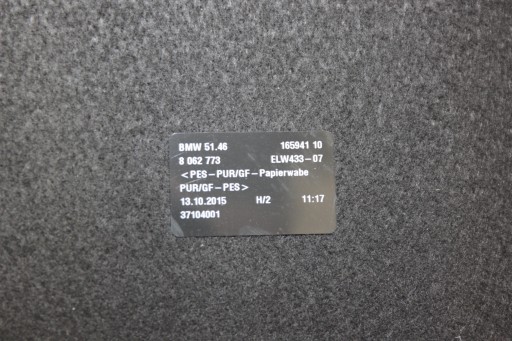 BMW 51.46 165941 10
8 062 773 ELW433-07
<PES-PUR/GF-Papierwabe
PUR/GF-PES>
13.10.2015 H/2 11:17
37104001